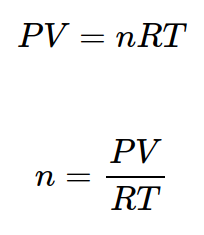 PV = nRT
n = PV/RT